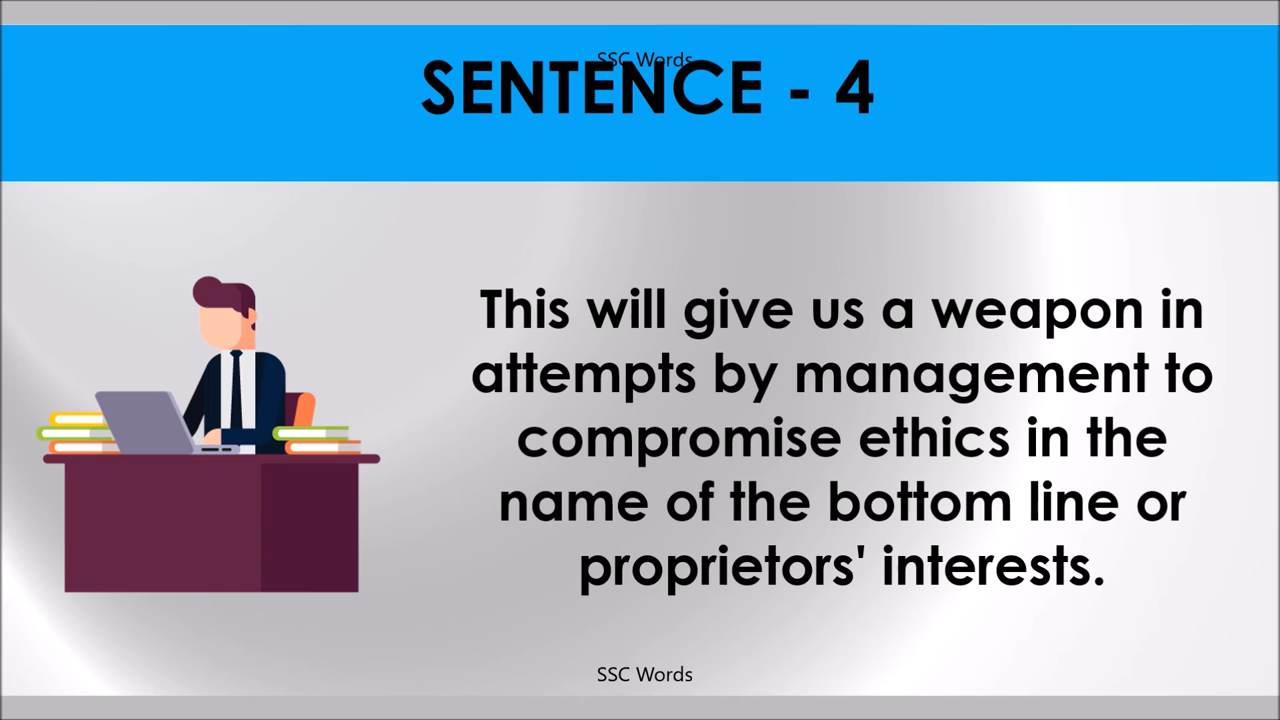 SSC Words
SENTENCE - 4
This will give us a weapon in
attempts by management to
compromise ethics in the
name of the bottom line or
proprietors' interests.
SSC Words